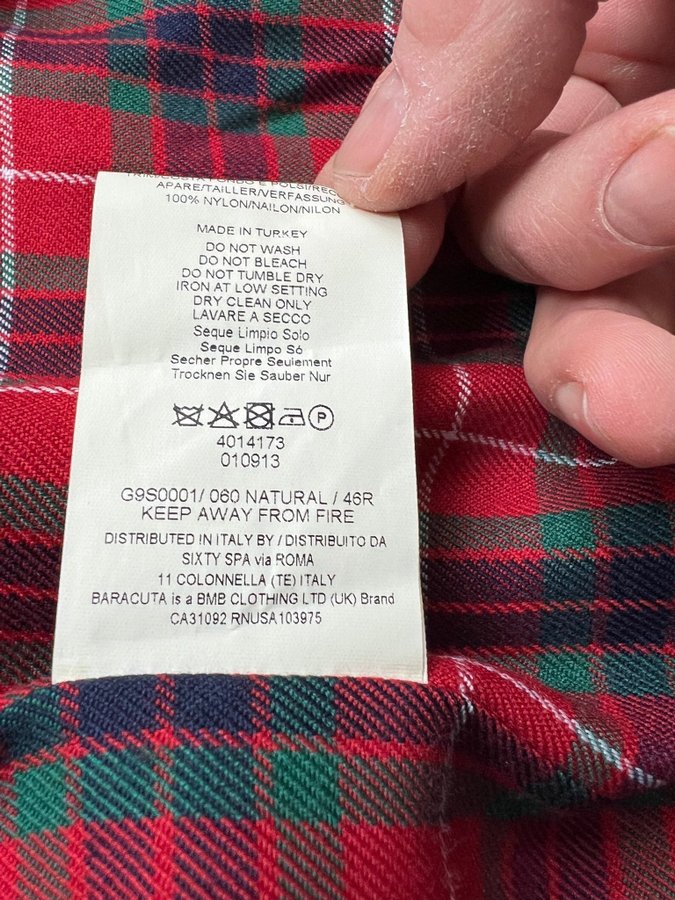 APARE/TAILLER/VERFASSUNG
100% NYLON/NAILON/NILON
MADE IN TURKEY
DO NOT WASH
DO NOT BLEACH
DO NOT TUMBLE DRY
IRON AT LOW SETTING
DRY CLEAN ONLY
LAVARE A SECCO
Seque Limpio Solo
Seque Limpo Só
Secher Propre Seulement
Trocknen Sie Sauber Nur
P
4014173
010913
G9S0001/ 060 NATURAL / 46R
KEEP AWAY FROM FIRE
DISTRIBUTED IN ITALY BY / DISTRIBUITO DA
SIXTY SPA via ROMA
11 COLONNELLA (TE) ITALY
BARACUTA is a BMB CLOTHING LTD (UK) Brand
CA31092 RNUSA103975